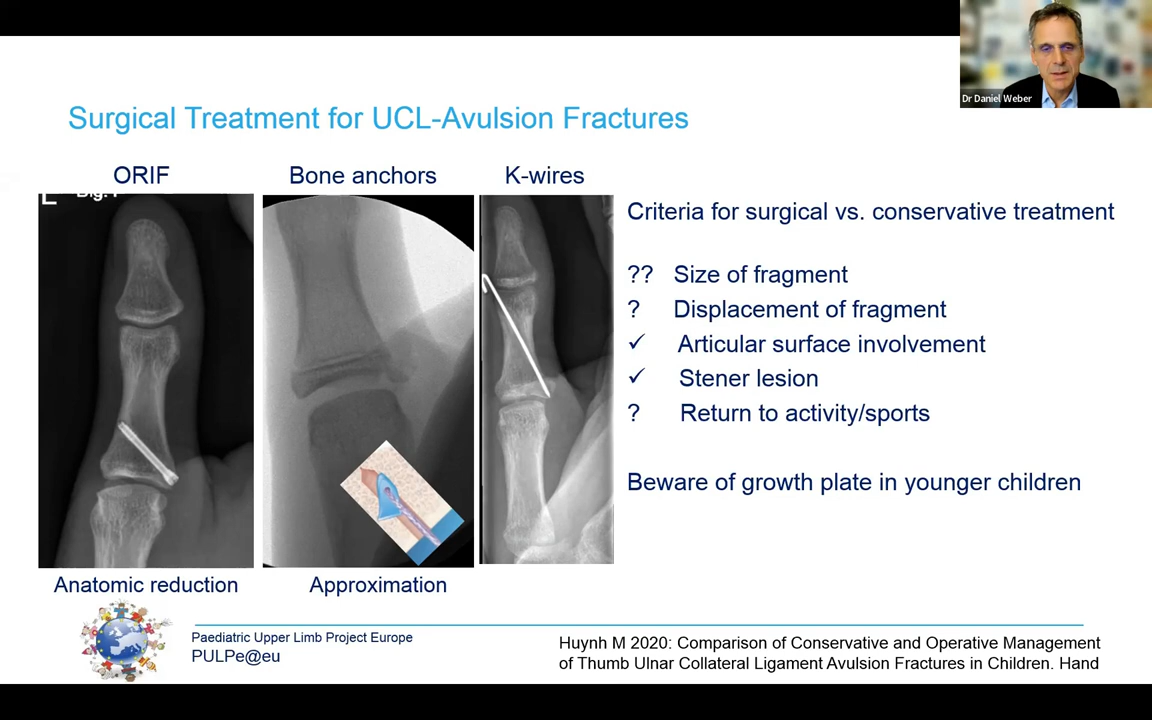 Dr Daniel Weber
Surgical Treatment for UCL-Avulsion Fractures
ORIF
Bone anchors
K-wires
L
Dig. I
Criteria for surgical vs. conservative treatment
?? Size of fragment
? Displacement of fragment
✓ Articular surface involvement
✓ Stener lesion
? Return to activity/sports
Beware of growth plate in younger children
Anatomic reduction
Approximation
Paediatric Upper Limb Project Europe
PULPe@eu
Huynh M 2020: Comparison of Conservative and Operative Management
of Thumb Ulnar Collateral Ligament Avulsion Fractures in Children. Hand